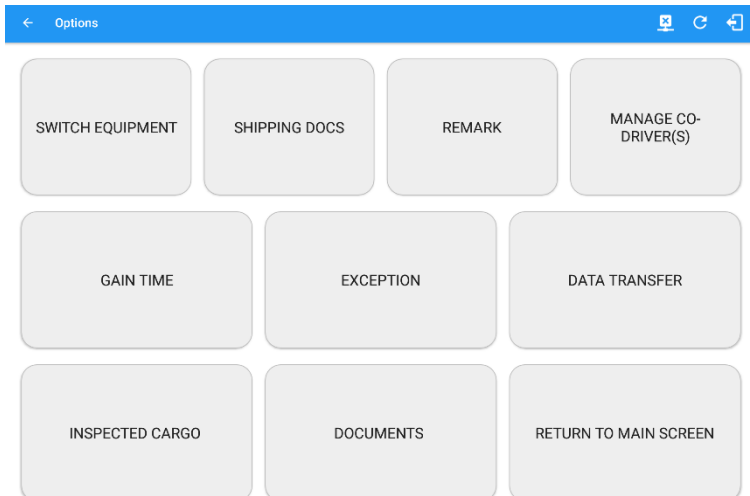 Options
SWITCH EQUIPMENT
SHIPPING DOCS
REMARK
MANAGE CO-
DRIVER(S)
GAIN TIME
EXCEPTION
DATA TRANSFER
INSPECTED CARGO
DOCUMENTS
RETURN TO MAIN SCREEN